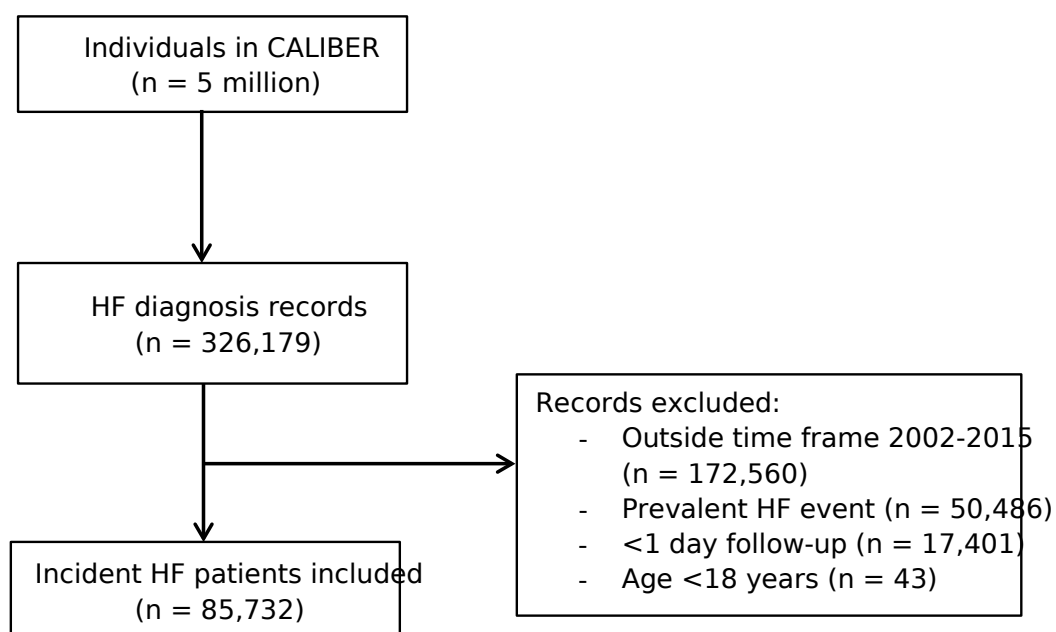 Individuals in CALIBER
(n = 5 million)
HF diagnosis records
(n = 326,179)
Records excluded:
- Outside time frame 2002-2015
(n = 172,560)
- Prevalent HF event (n = 50,486)
- <1 day follow-up (n = 17,401)
- Age <18 years (n = 43)
Incident HF patients included
(n = 85,732)